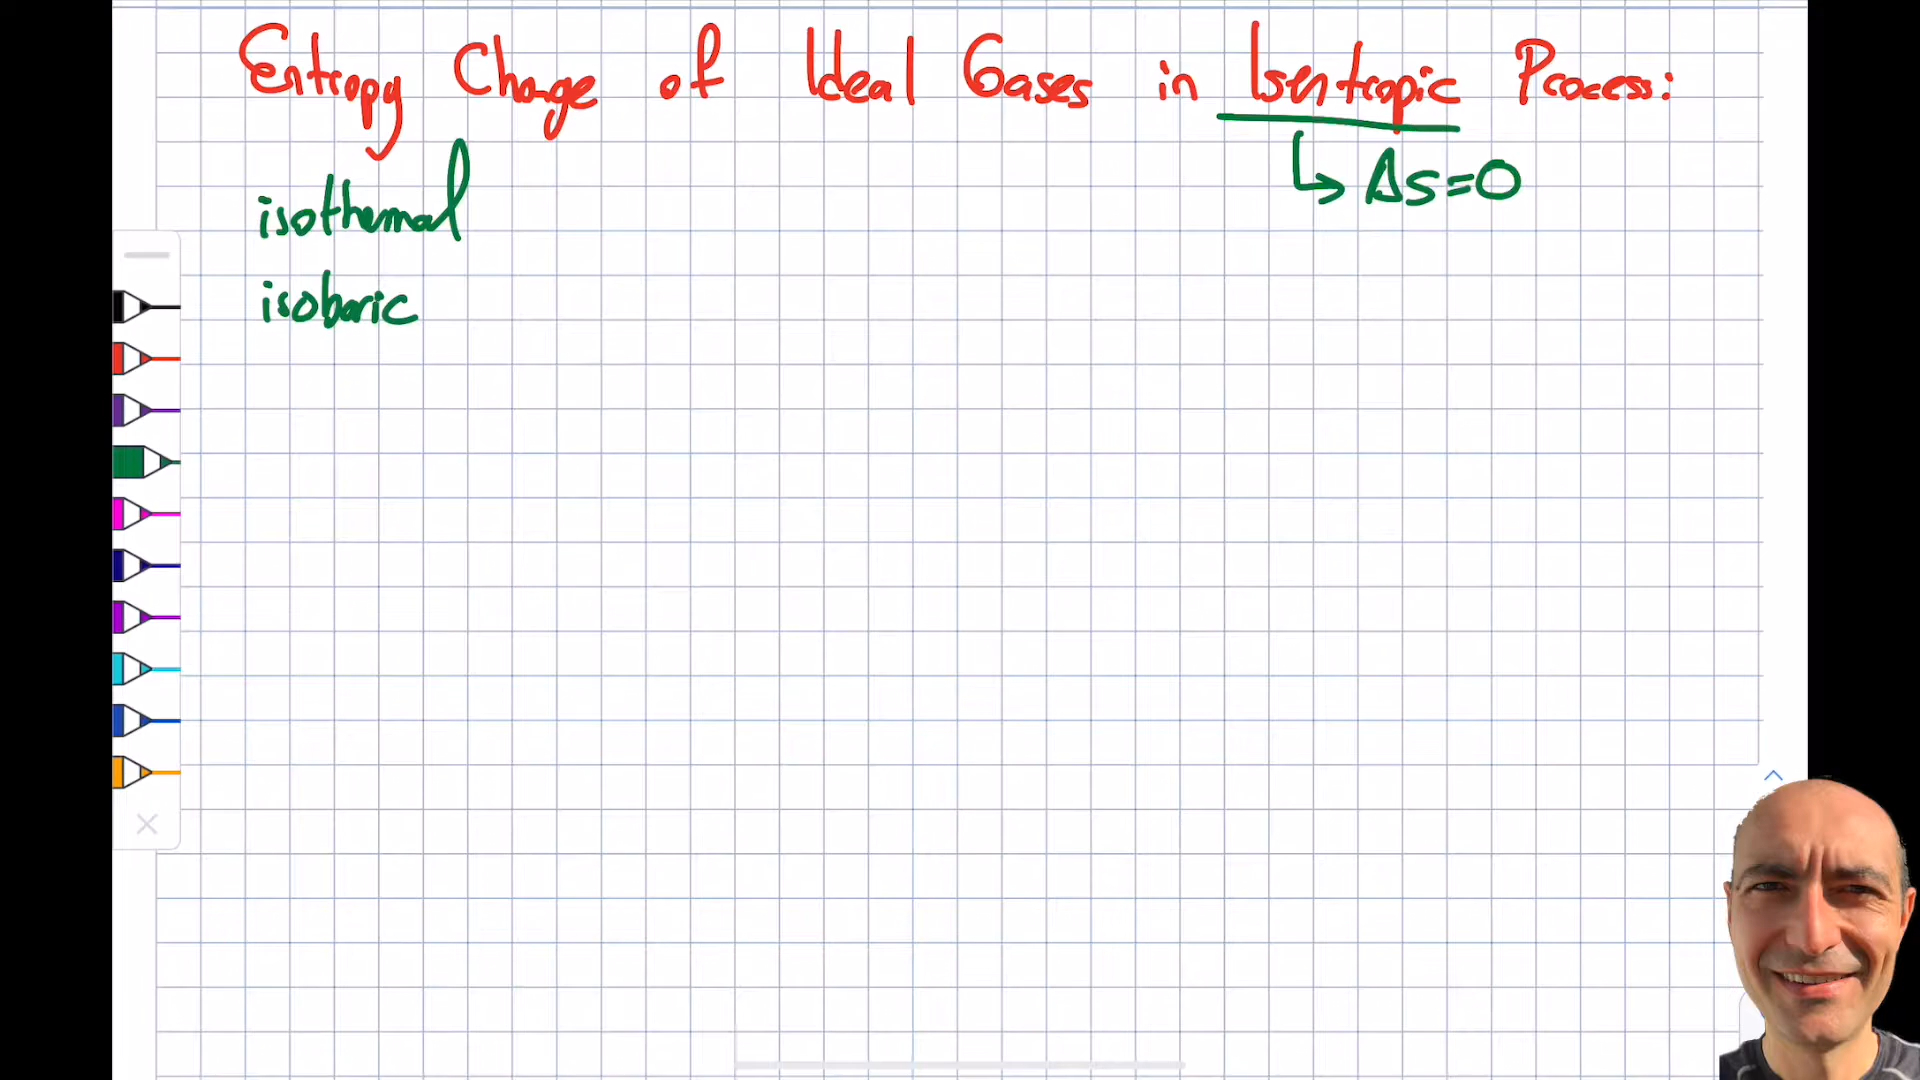 Entropy Change of Ideal Gases in Isentropic Process:
↳ Δs=0
isothermal
isobaric